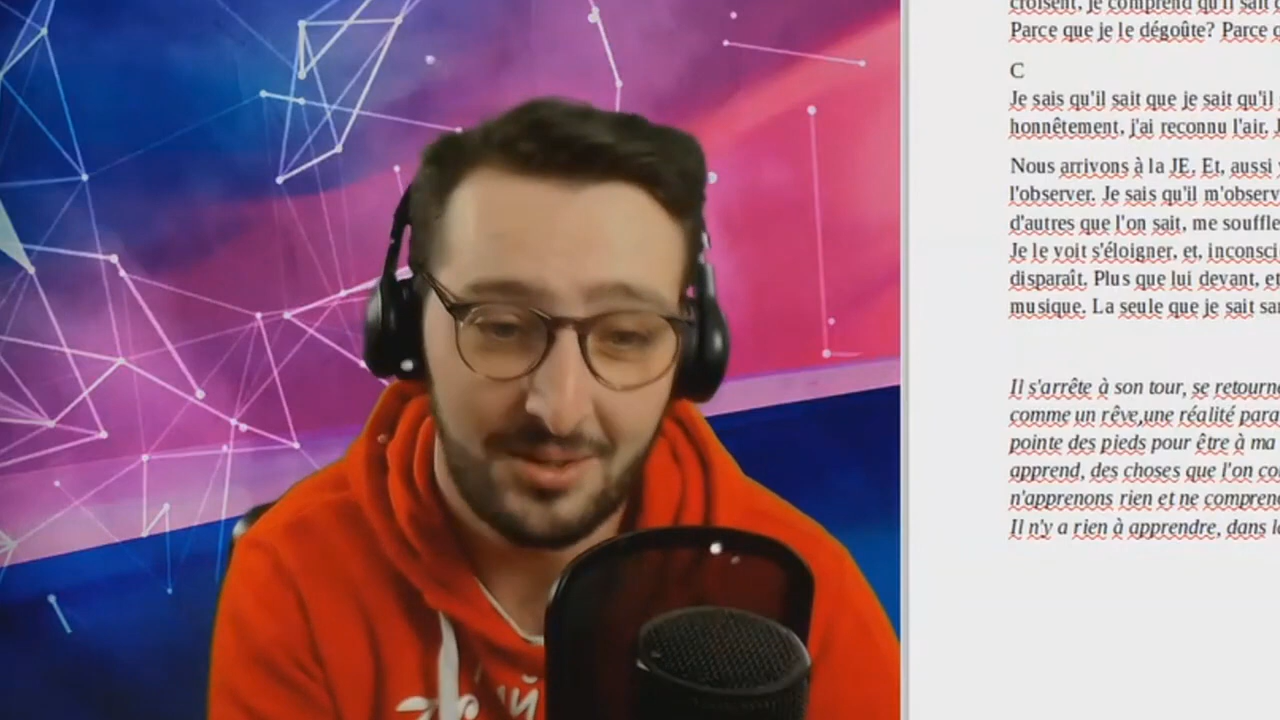 croisent, je comprend qu'il sait
Parce que je le dégoûte? Parce
C
Je sais qu'il sait que je sait qu'il
honnêtement, j'ai reconnu l'air.
Nous arrivons à la JE. Et, aussi
l'observer. Je sais qu'il m'observ
d'autres que l'on sait, me souffle
Je le voit s'éloigner, et, inconsci
disparaît. Plus que lui devant, et
musique. La seule que je sait sa
Il s'arrête à son tour, se retourn
comme un rêve,une réalité para
pointe des pieds pour être à ma
apprend, des choses que l'on co
n'apprenons rien et ne comprend
Il n'y a rien à apprendre, dans l